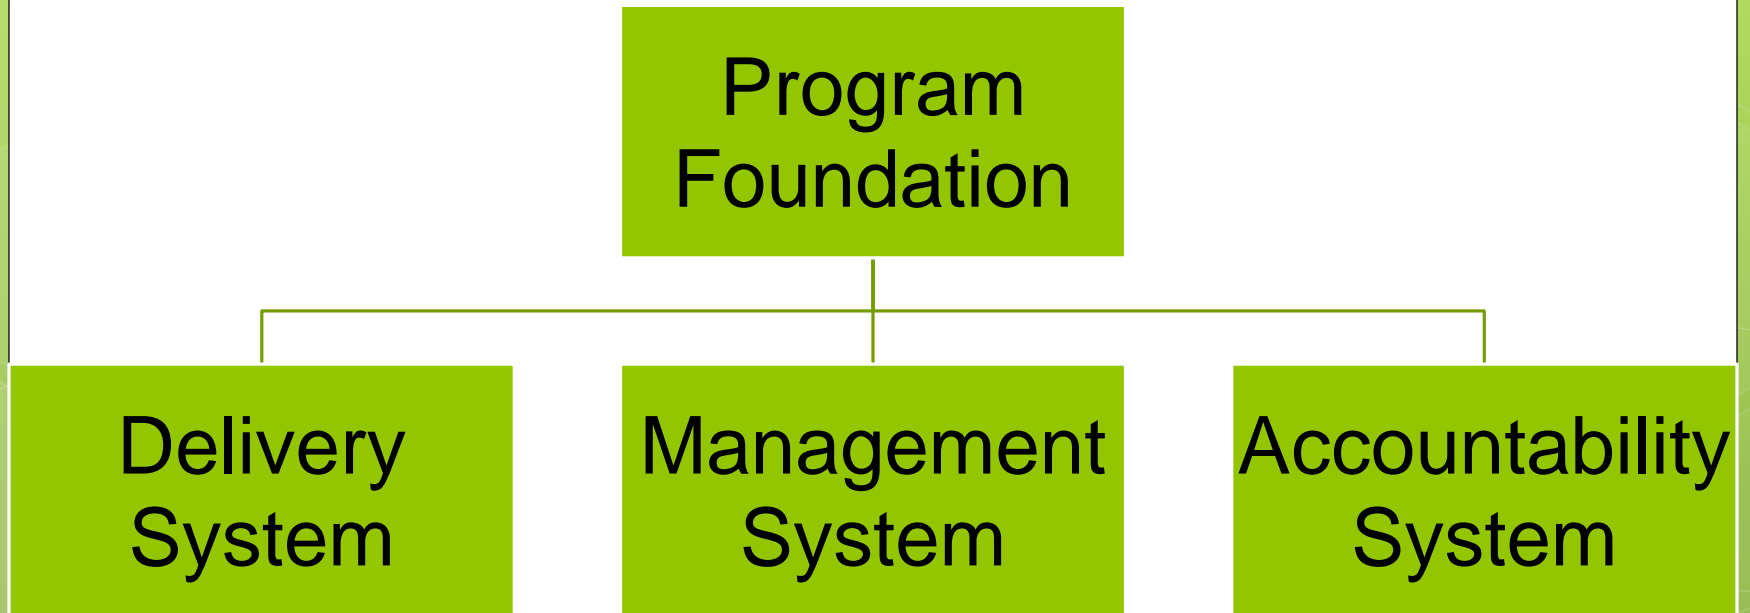 Program
Foundation
Delivery
System
Management
System
Accountability
System